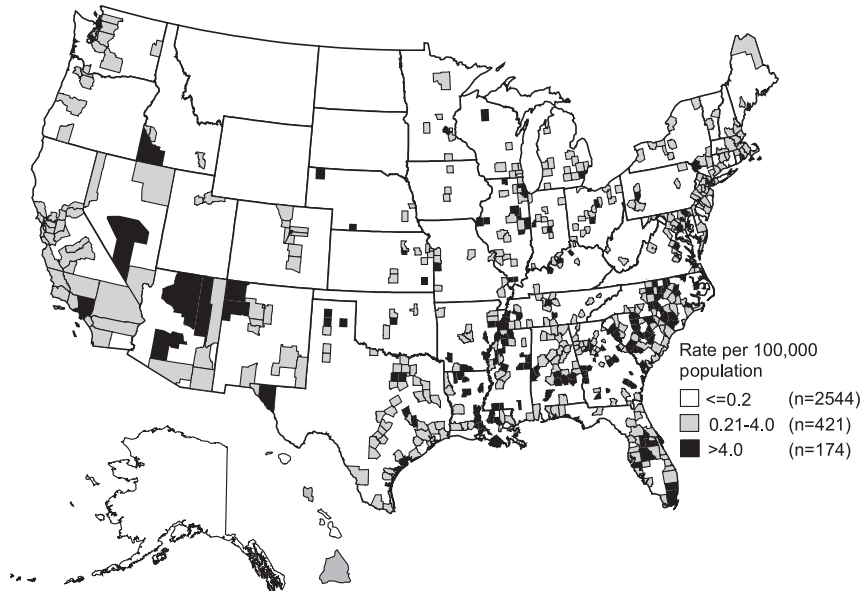 Rate per 100,000
population
<=0.2 (n=2544)
0.21-4.0 (n=421)
>4.0 (n=174)